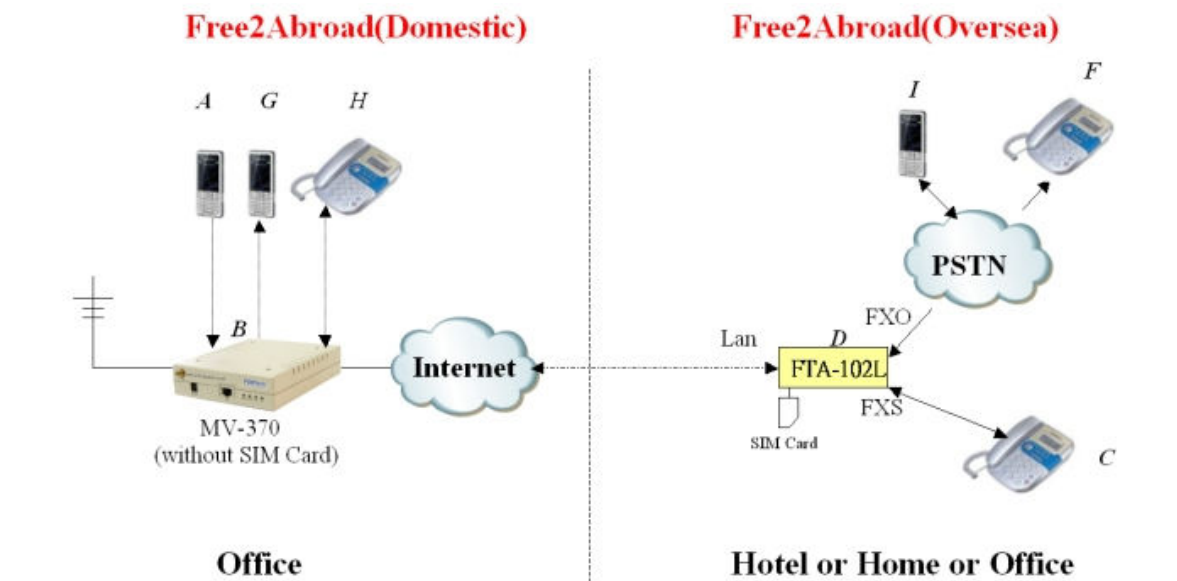 Free2Abroad(Domestic)
Free2Abroad(Oversea)
A
G
H
I
F
PSTN
B
Internet
MV-370
(without SIM Card)
Lan
FXO
D
FTA-102L
FXS
SIM Card
C
Office
Hotel or Home or Office